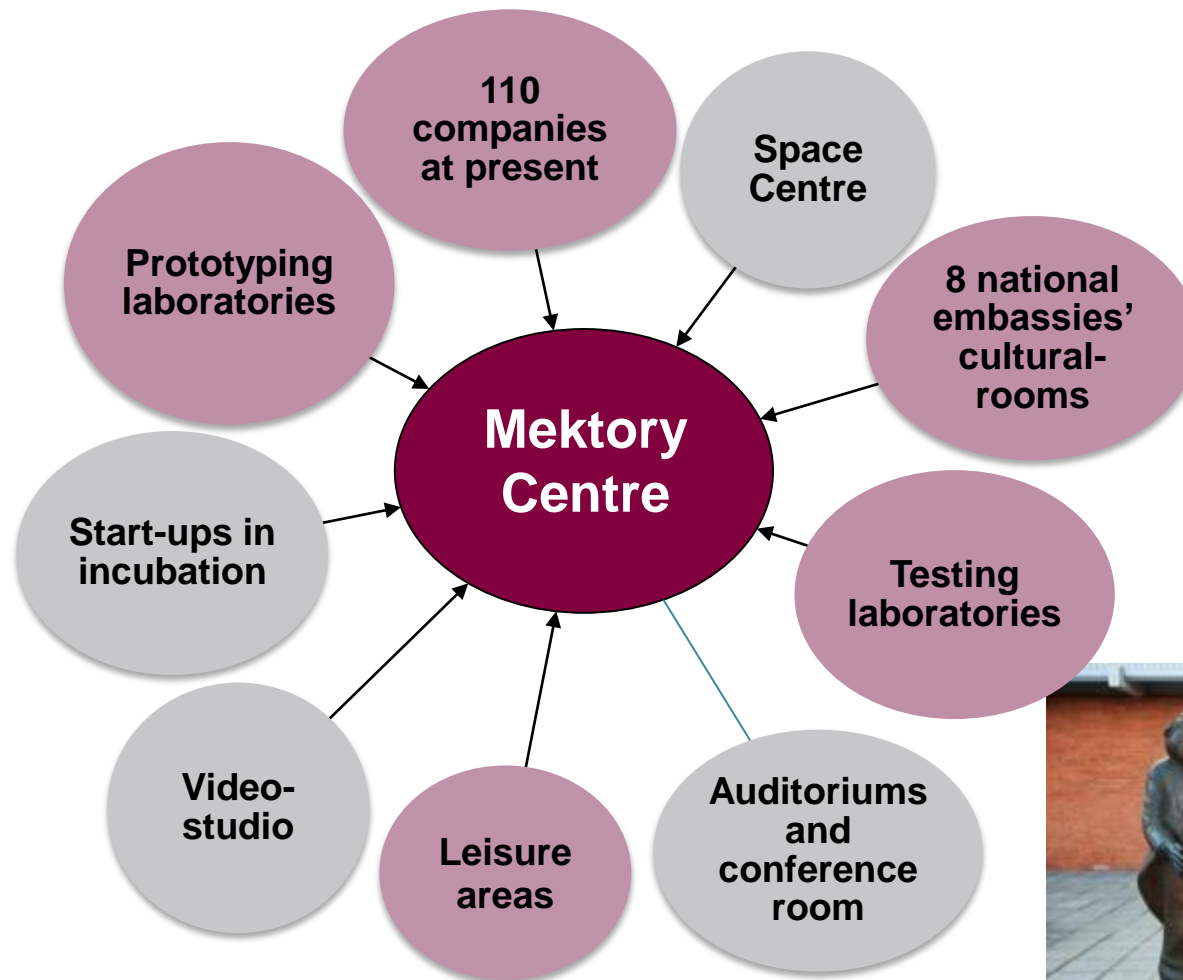 110
companies
at present
Space
Centre
Prototyping
laboratories
8 national
embassies’
cultural-
rooms
Mektory
Centre
Start-ups in
incubation
Testing
laboratories
Video-
studio
Leisure
areas
Auditoriums
and
conference
room